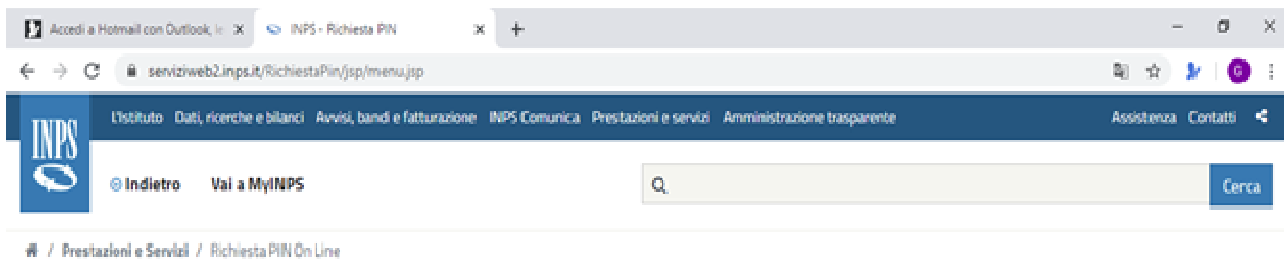 Accedi a Hotmail con Outlook, le
INPS - Richiesta PIN
serviziweb2.inps.it/RichiestaPin/jsp/menu.jsp
G
INPS
L'Istituto Dati, ricerche e bilanci Avvisi, bandi e fatturazione INPS Comunica Prestazioni e servizi Amministrazione trasparente Assistenza Contatti
Indietro Vai a MyINPS Cerca
/ Prestazioni e Servizi / Richiesta PIN On Line